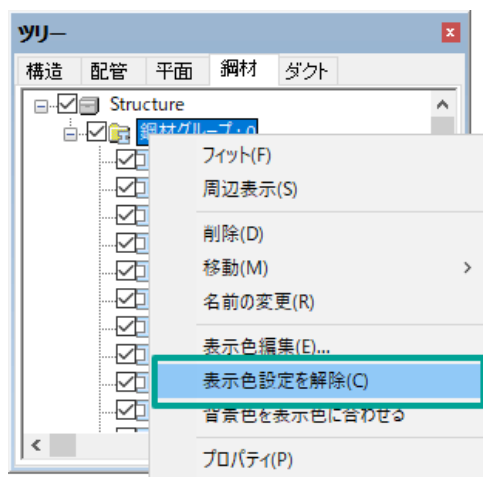 ツリー
構造 配管 平面 鋼材 ダクト
Structure
鋼材グループ：0
フィット(F)
周辺表示(S)
削除(D)
移動(M)
名前の変更(R)
表示色編集(E)...
表示色設定を解除(C)
背景色を表示色に合わせる
プロパティ(P)